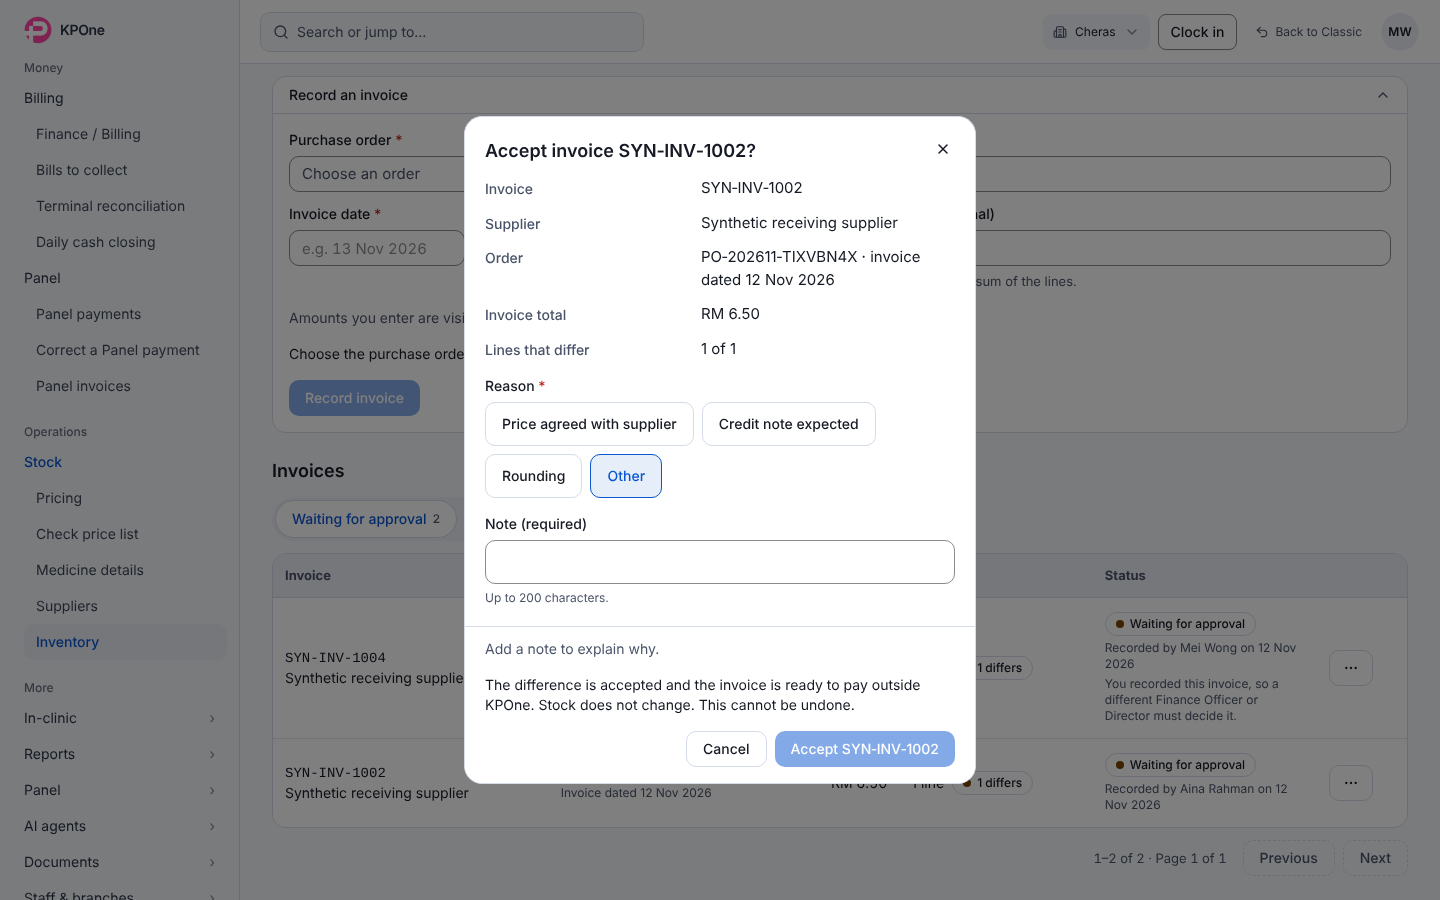 KPOne
Search or jump to...
Cheras
Clock in
Back to Classic
MW
Money
Billing
Finance / Billing
Bills to collect
Terminal reconciliation
Daily cash closing
Panel
Panel payments
Correct a Panel payment
Panel invoices
Operations
Stock
Pricing
Check price list
Medicine details
Suppliers
Inventory
More
In-clinic
Reports
Panel
AI agents
Documents
Staff & branches
Record an invoice
Purchase order *
Choose an order
Invoice date *
e.g. 13 Nov 2026
sum of the lines.
Amounts you enter are
Choose the purchase
Record invoice
Invoices
Waiting for approval 2
Invoice
Status
SYN-INV-1004
Synthetic receiving
1 differs
Waiting for approval
Recorded by Mei Wong on 12 Nov
2026
You recorded this invoice, so a
different Finance Officer or
Director must decide it.
SYN-INV-1002
Synthetic receiving supplier
Invoice dated 12 Nov 2026
1 differs
Waiting for approval
Recorded by Aina Rahman on 12
Nov 2026
1–2 of 2 · Page 1 of 1
Previous
Next
Accept invoice SYN-INV-1002?
Invoice
SYN-INV-1002
Supplier
Synthetic receiving supplier
Order
PO-202611-TIXVBN4X · invoice
dated 12 Nov 2026
Invoice total
RM 6.50
Lines that differ
1 of 1
Reason *
Price agreed with supplier
Credit note expected
Rounding
Other
Note (required)
Up to 200 characters.
Add a note to explain why.
The difference is accepted and the invoice is ready to pay outside
KPOne. Stock does not change. This cannot be undone.
Cancel
Accept SYN-INV-1002